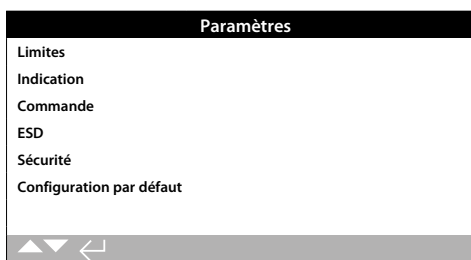 Paramètres
Limites
Indication
Commande
ESD
Sécurité
Configuration par défaut